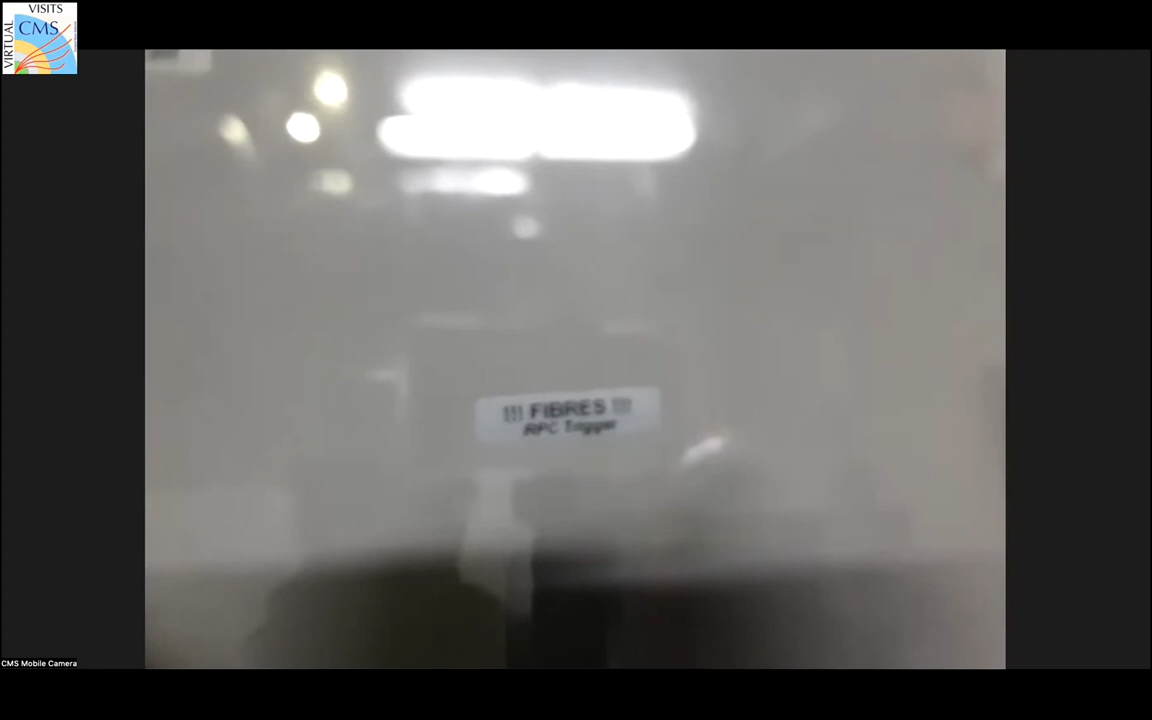 VISITS
VIRTUAL
CMS
!!! FIBRES !!!
RPC Trigger
CMS Mobile Camera